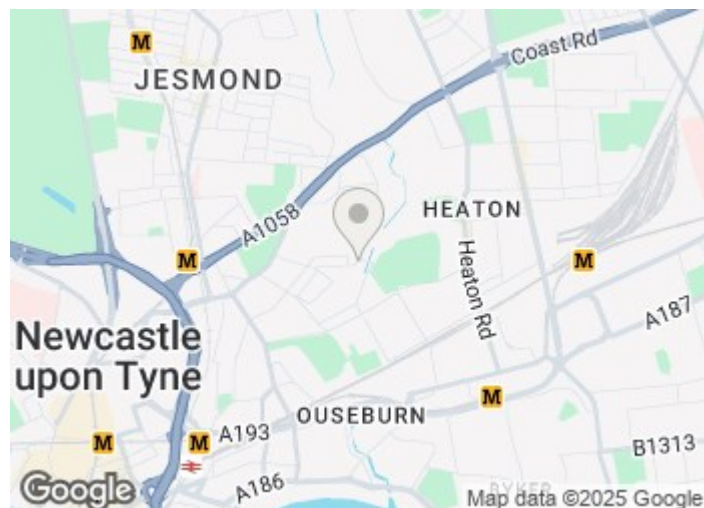 M
Coast Rd
JESMOND
A1058
HEATON
M
M
Heaton Rd
A187
Newcastle
upon Tyne
M
OUSEBURN
M
M
A193
B1313
A186
BYKER
Google
Map data ©2025 Google